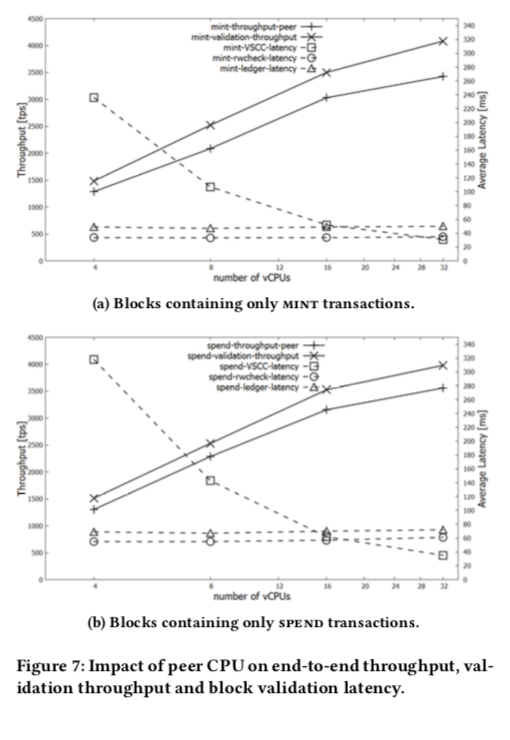 mint-throughput-peer
mint-validation-throughput
mint-VSCC-latency
mint-rwcheck-latency
mint-ledger-latency
Throughput [tps]
4500
4000
3500
3000
2500
2000
1500
1000
500
0
Average Latency [ms]
340
320
300
280
260
240
220
200
180
160
140
120
100
80
60
40
20
0
4 8 12 16 20 24 28 32
number of vCPUs
(a) Blocks containing only MINT transactions.
spend-throughput-peer
spend-validation-throughput
spend-VSCC-latency
spend-rwcheck-latency
spend-ledger-latency
Throughput [tps]
4500
4000
3500
3000
2500
2000
1500
1000
500
0
Average Latency [ms]
340
320
300
280
260
240
220
200
180
160
140
120
100
80
60
40
20
0
4 8 12 16 20 24 28 32
number of vCPUs
(b) Blocks containing only SPEND transactions.
Figure 7: Impact of peer CPU on end-to-end throughput, val-
idation throughput and block validation latency.